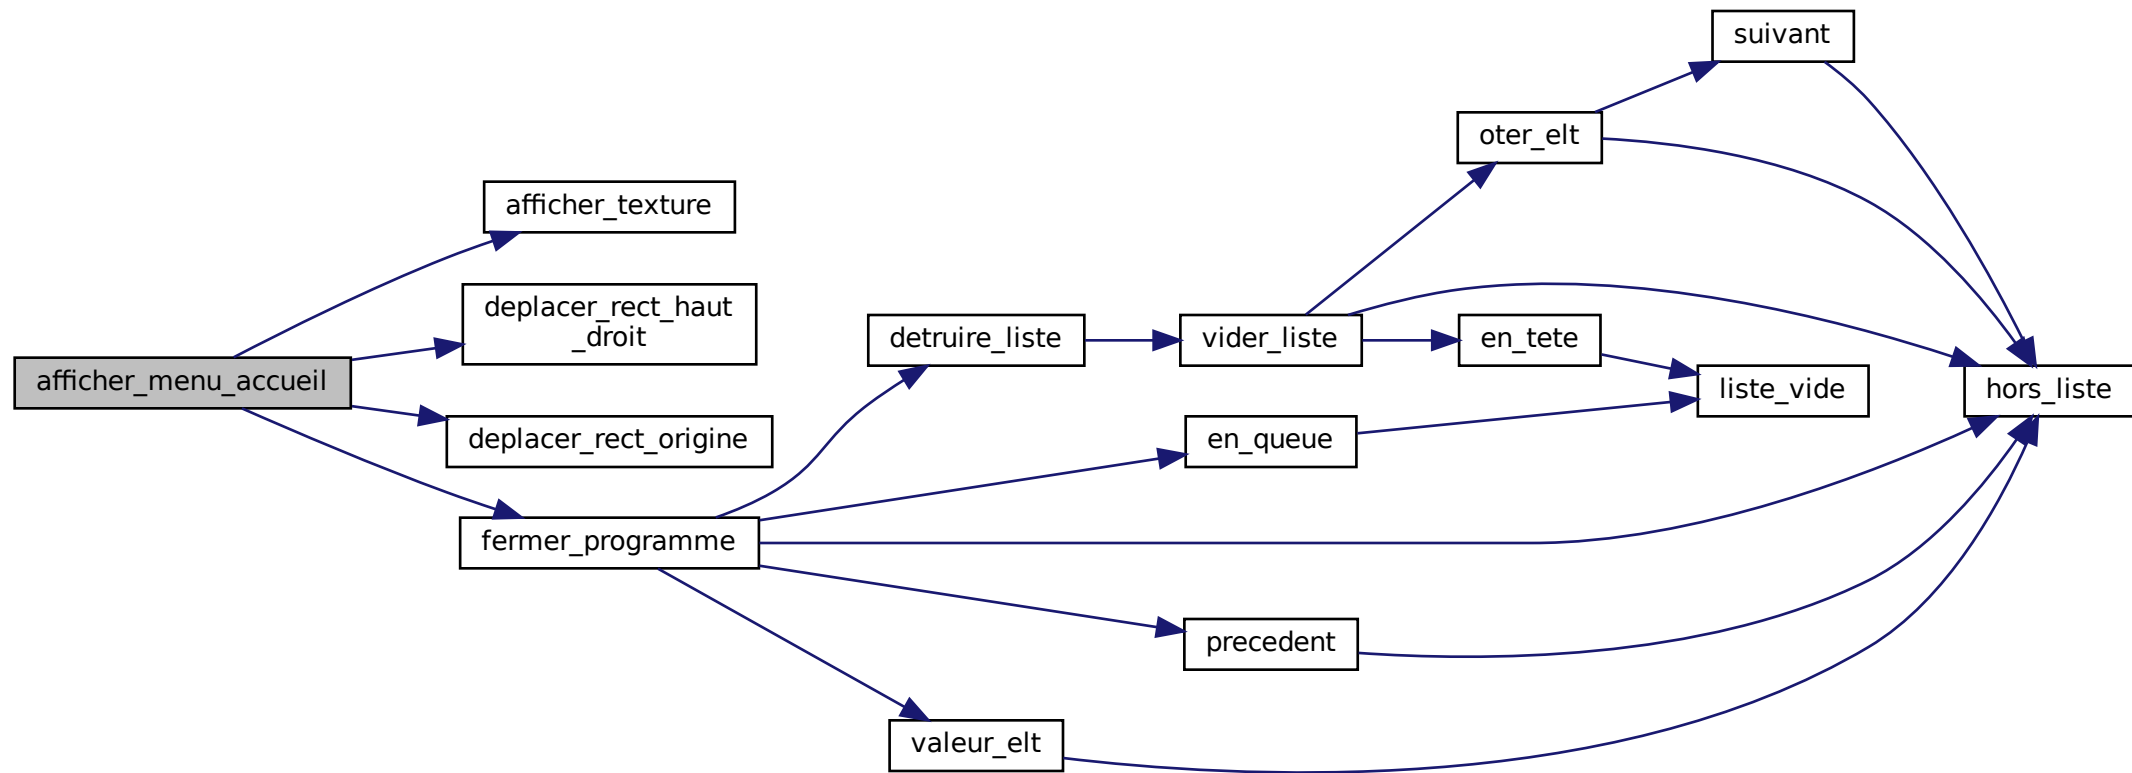 suivant
oter_elt
afficher_texture
deplacer_rect_haut
_droit
detruire_liste
vider_liste
en_tete
afficher_menu_accueil
liste_vide
hors_liste
deplacer_rect_origine
en_queue
fermer_programme
precedent
valeur_elt